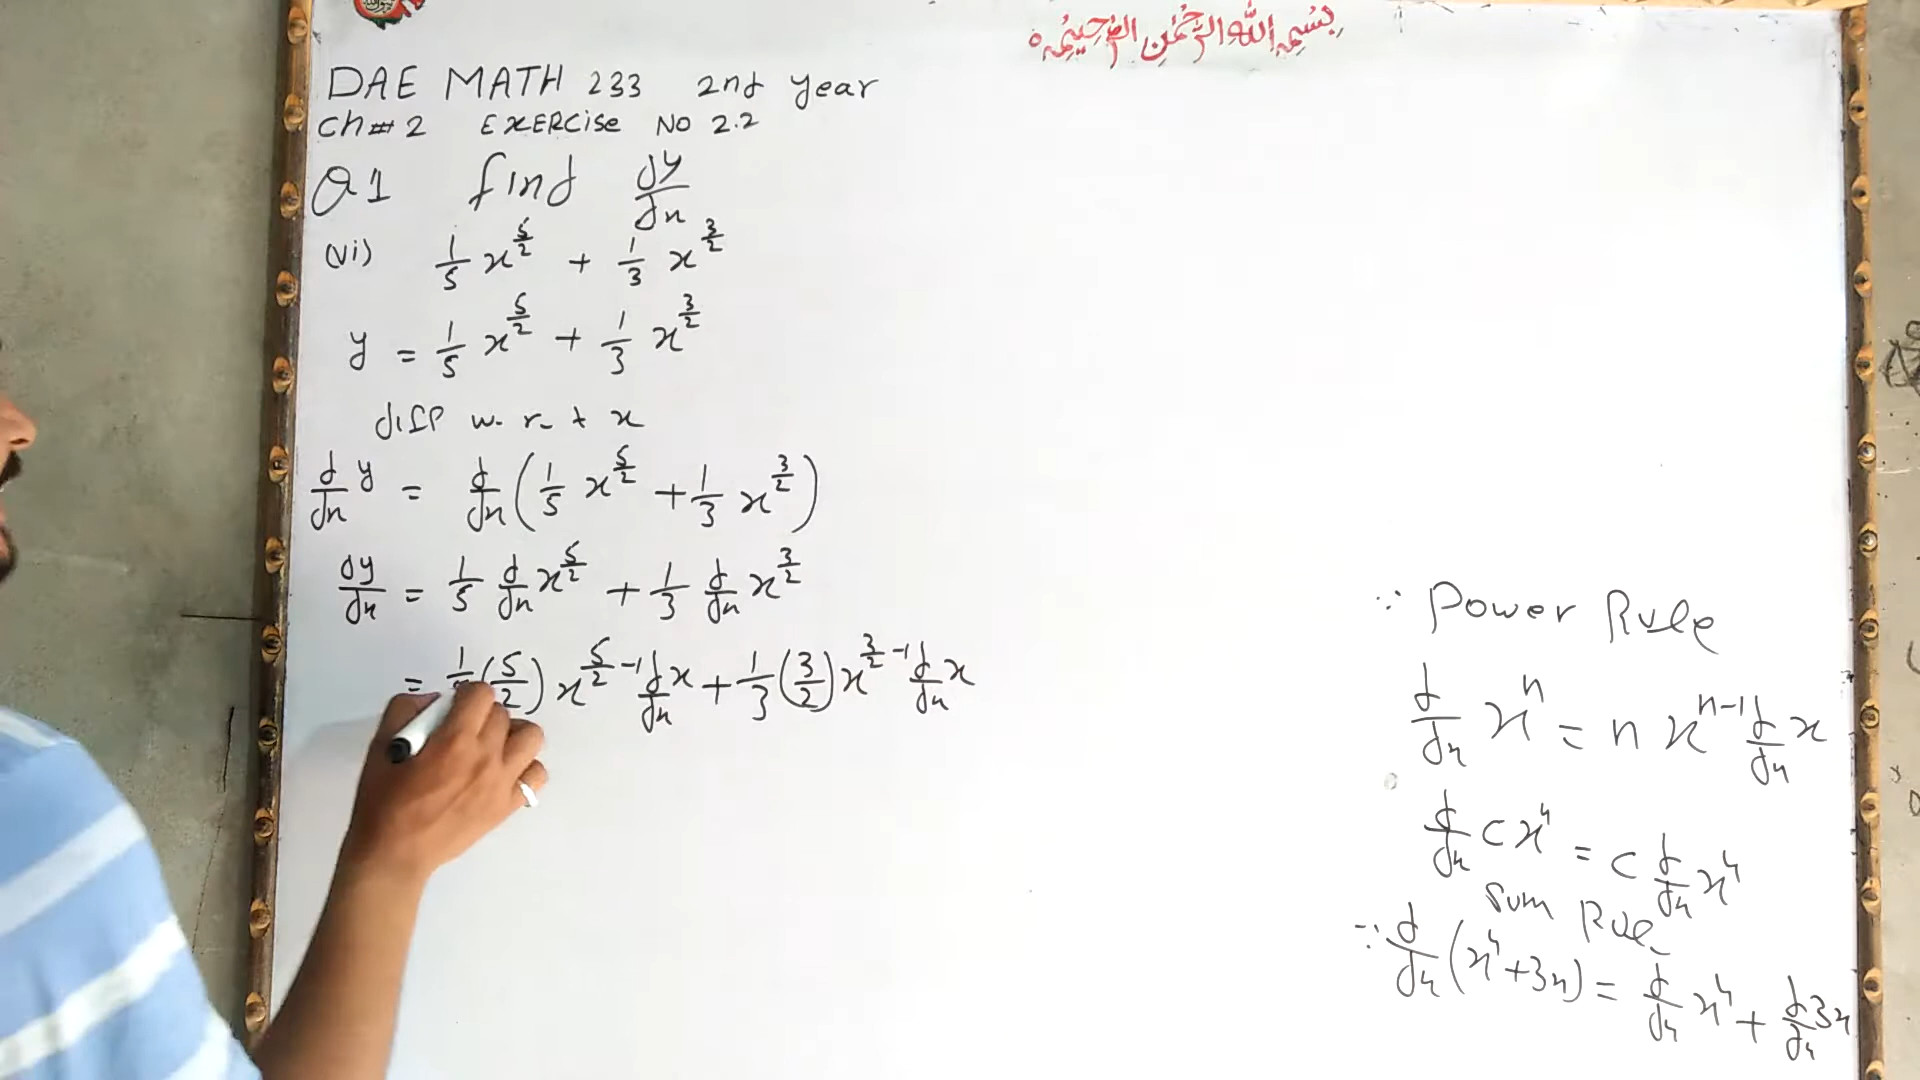 بسم الله الرحمن الرحيم
DAE MATH 233 2nd year
Ch# 2 EXERCISE NO 2.2
Q1 find dy/dx
(vi) 1/5 x^5/2 + 1/3 x^3/2
y = 1/5 x^5/2 + 1/3 x^3/2
diff w. r. t x
d/dx y = d/dx (1/5 x^5/2 + 1/3 x^3/2)
dy/dx = 1/5 d/dx x^5/2 + 1/3 d/dx x^3/2
= 1/5 (5/2) x^5/2 -1 d/dx x + 1/3 (3/2) x^3/2 -1 d/dx x
∵ Power Rule
d/dx x^n = n x^n-1 d/dx x
d/dx c x^4 = c d/dx x^4
Sum Rule
∵ d/dx (x^4 + 3x) = d/dx x^4 + d/dx 3x